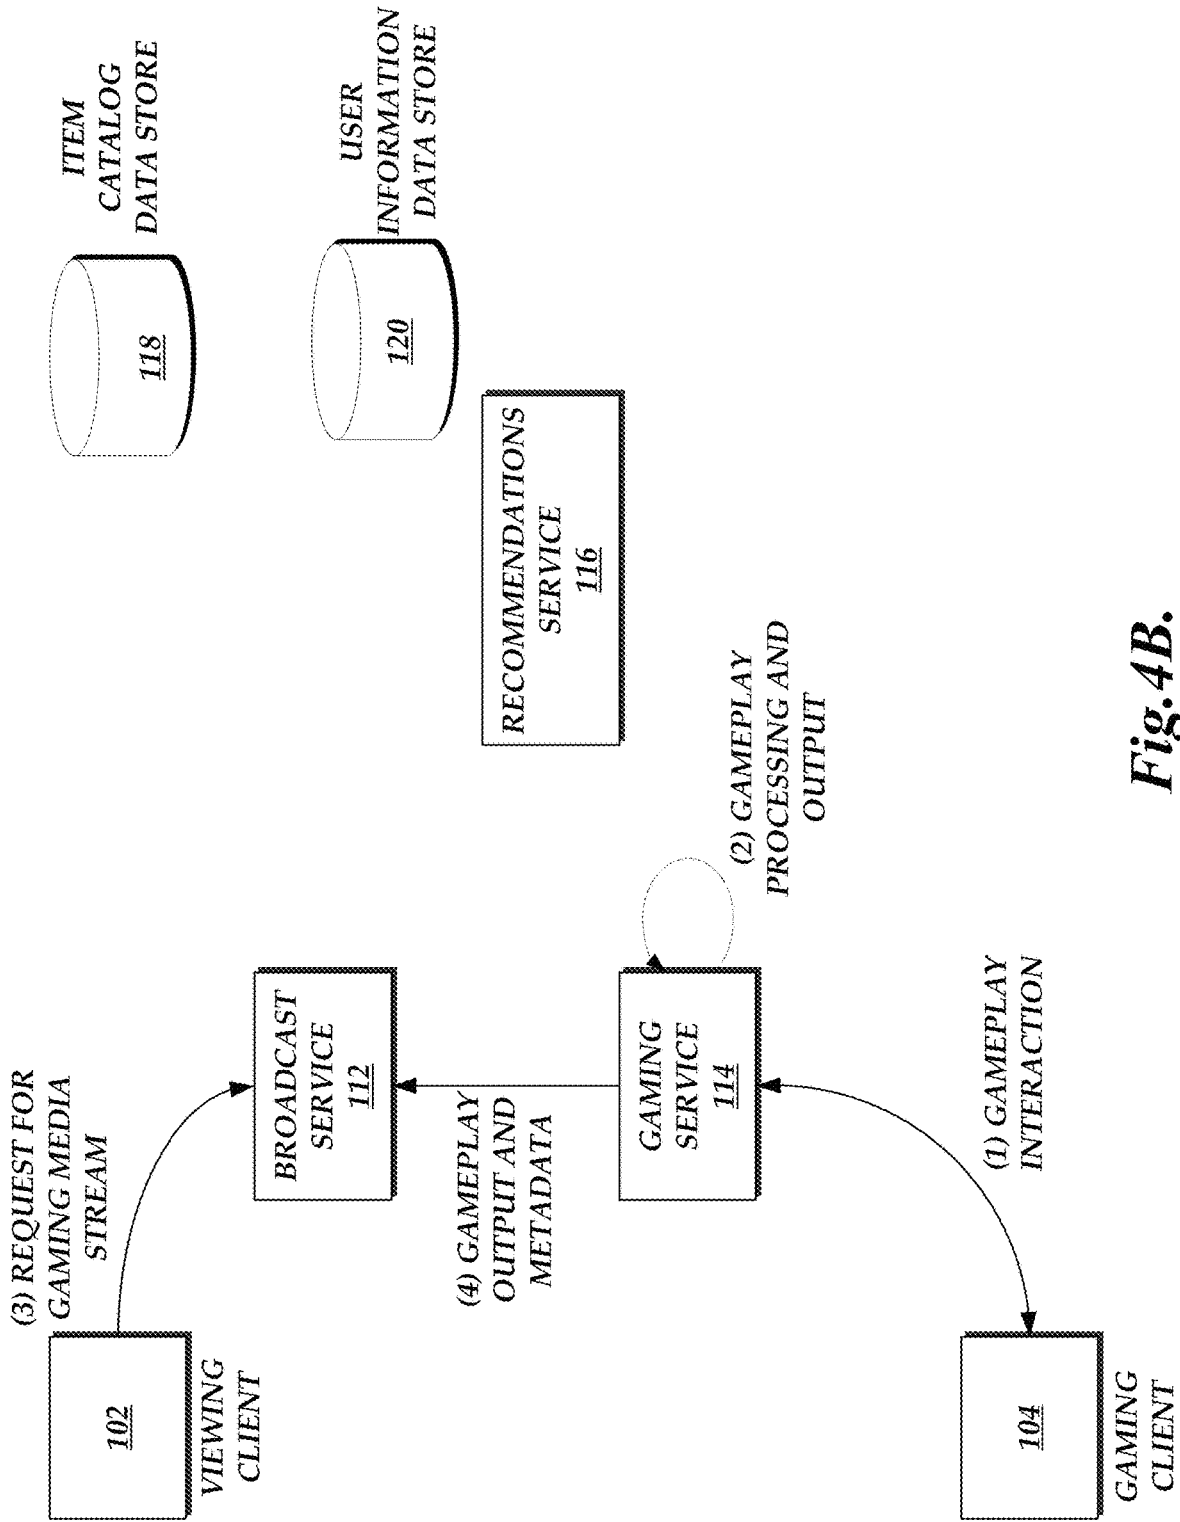 (3) REQUEST FOR
GAMING MEDIA
STREAM
102
VIEWING
CLIENT
BROADCAST
SERVICE
112
ITEM
CATALOG
DATA STORE
118
USER
INFORMATION
DATA STORE
120
(4) GAMEPLAY
OUTPUT AND
METADATA
RECOMMENDATIONS
SERVICE
116
GAMING
SERVICE
114
(2) GAMEPLAY
PROCESSING AND
OUTPUT
(1) GAMEPLAY
INTERACTION
104
GAMING
CLIENT
Fig.4B.